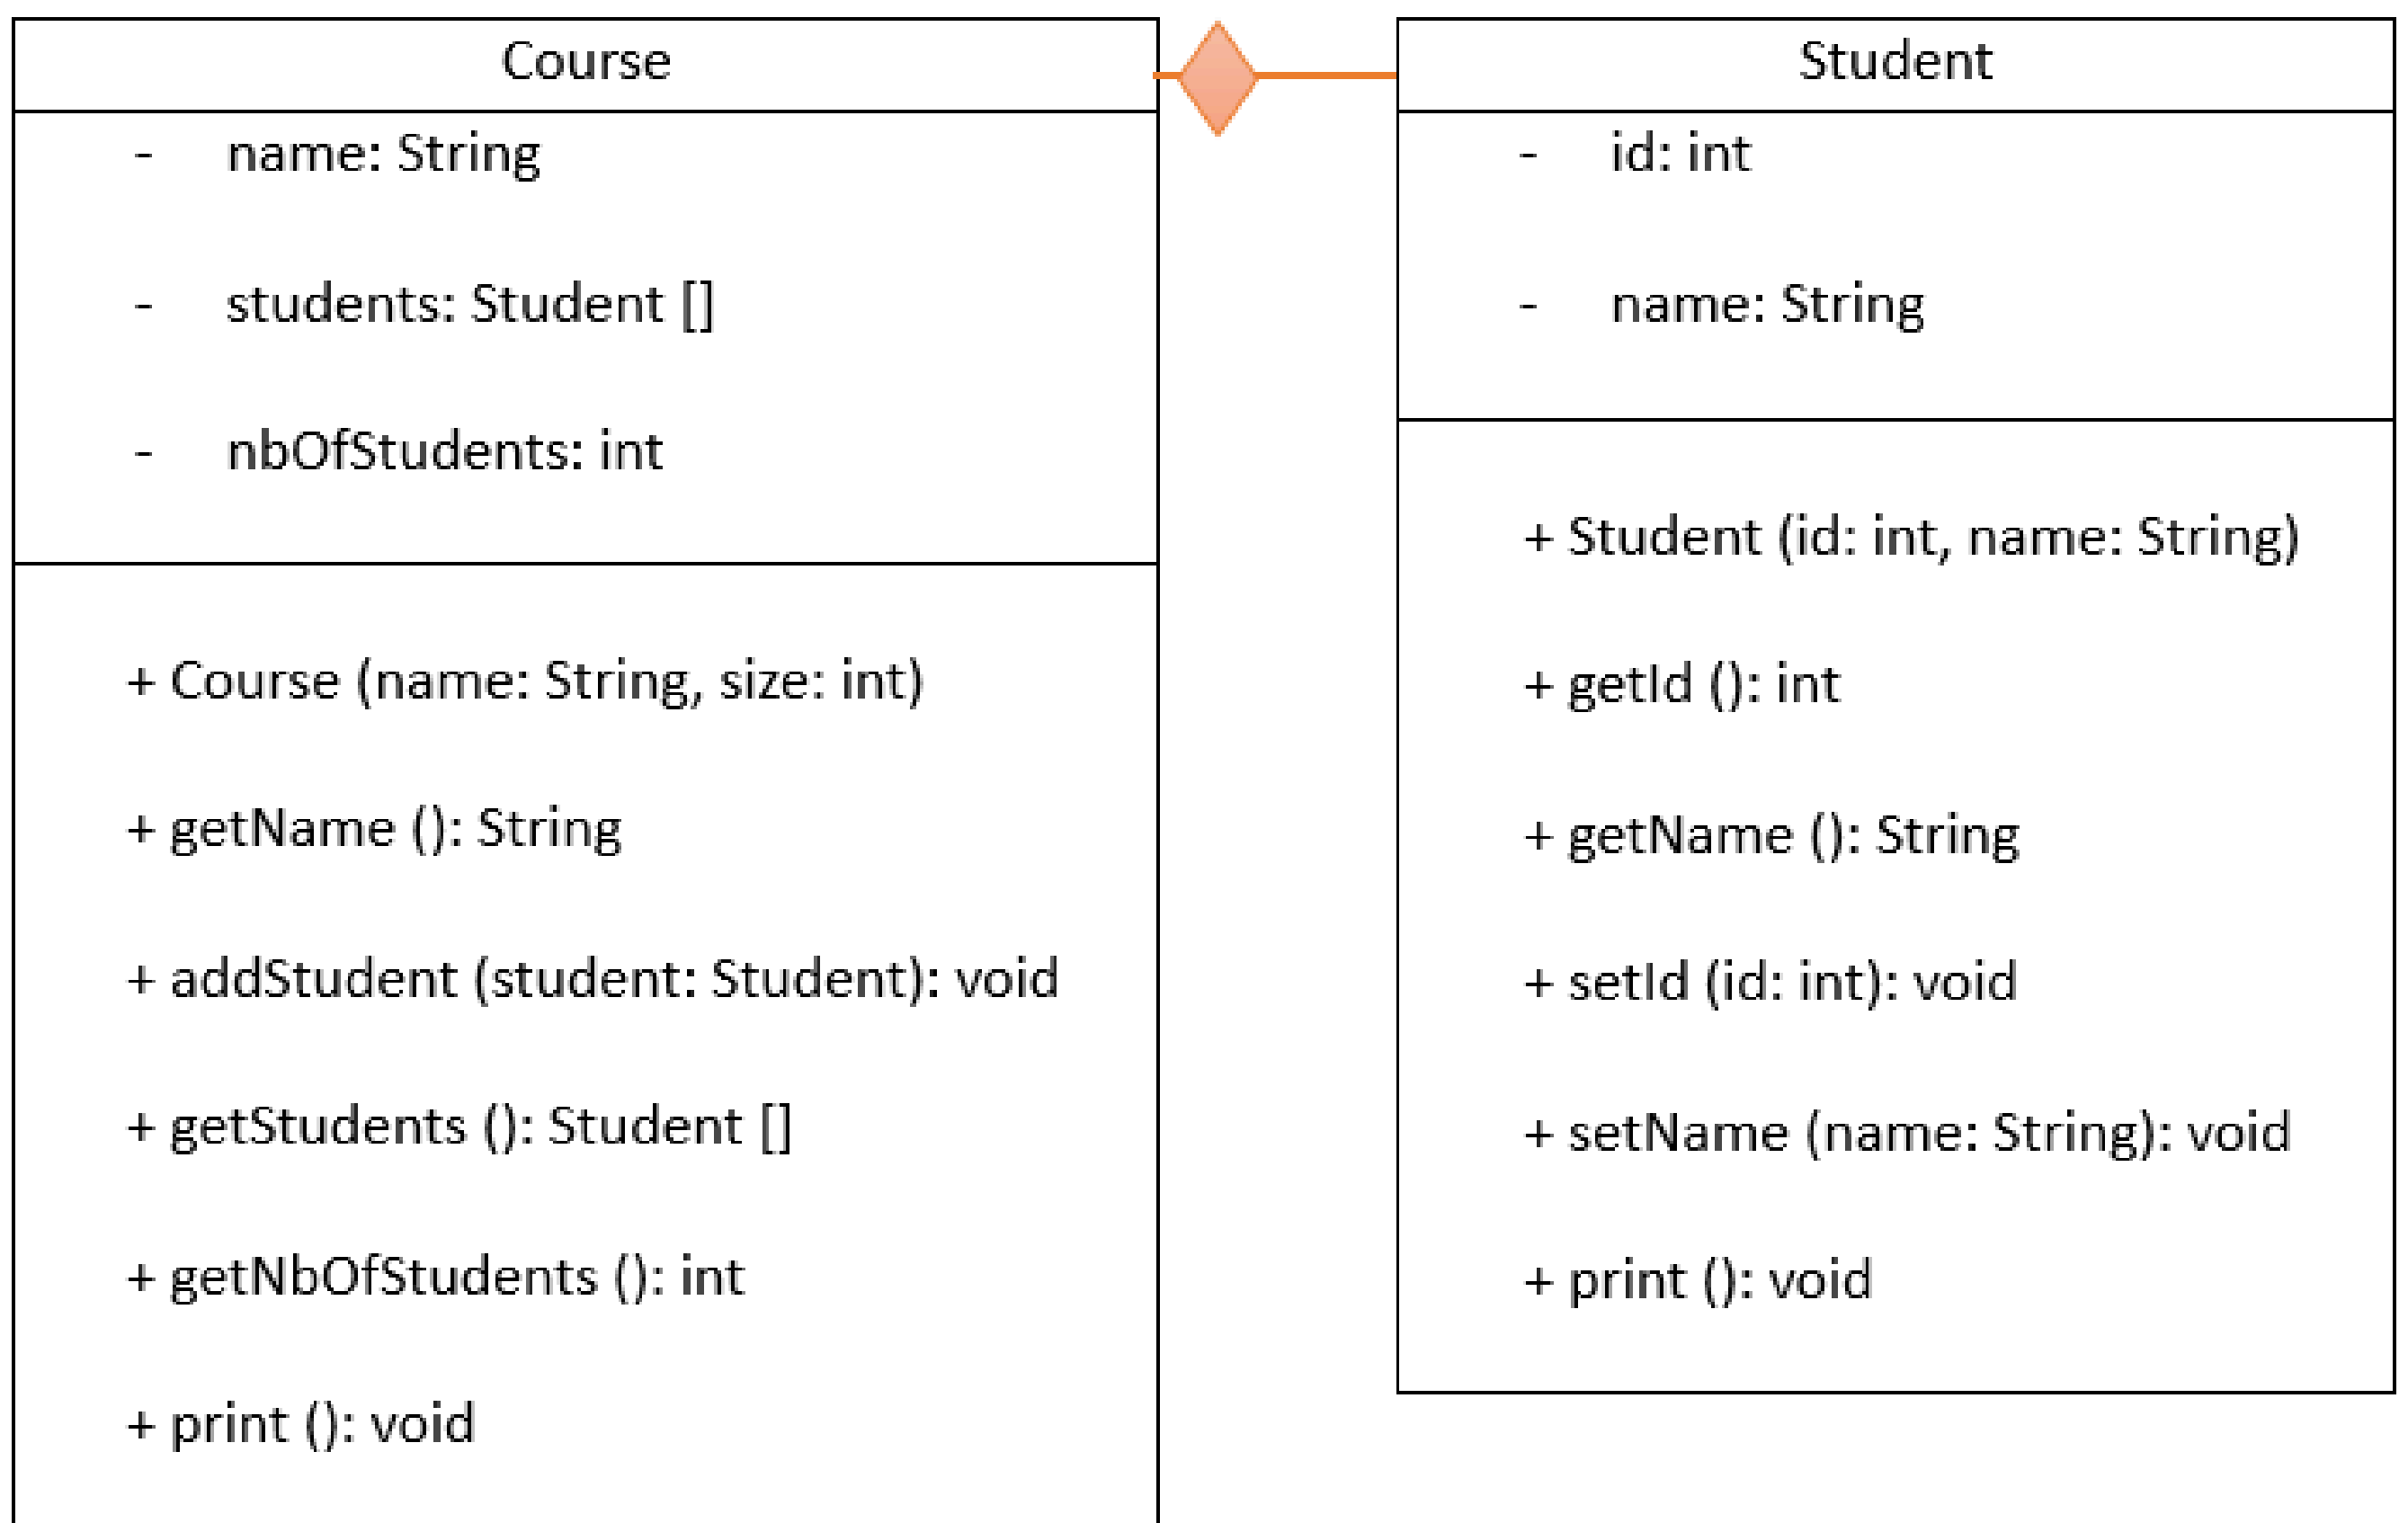 Course
- name: String
- students: Student []
- nbOfStudents: int
+ Course (name: String, size: int)
+ getName (): String
+ addStudent (student: Student): void
+ getStudents (): Student []
+ getNbOfStudents (): int
+ print (): void
Student
- id: int
- name: String
+ Student (id: int, name: String)
+ getId (): int
+ getName (): String
+ setId (id: int): void
+ setName (name: String): void
+ print (): void